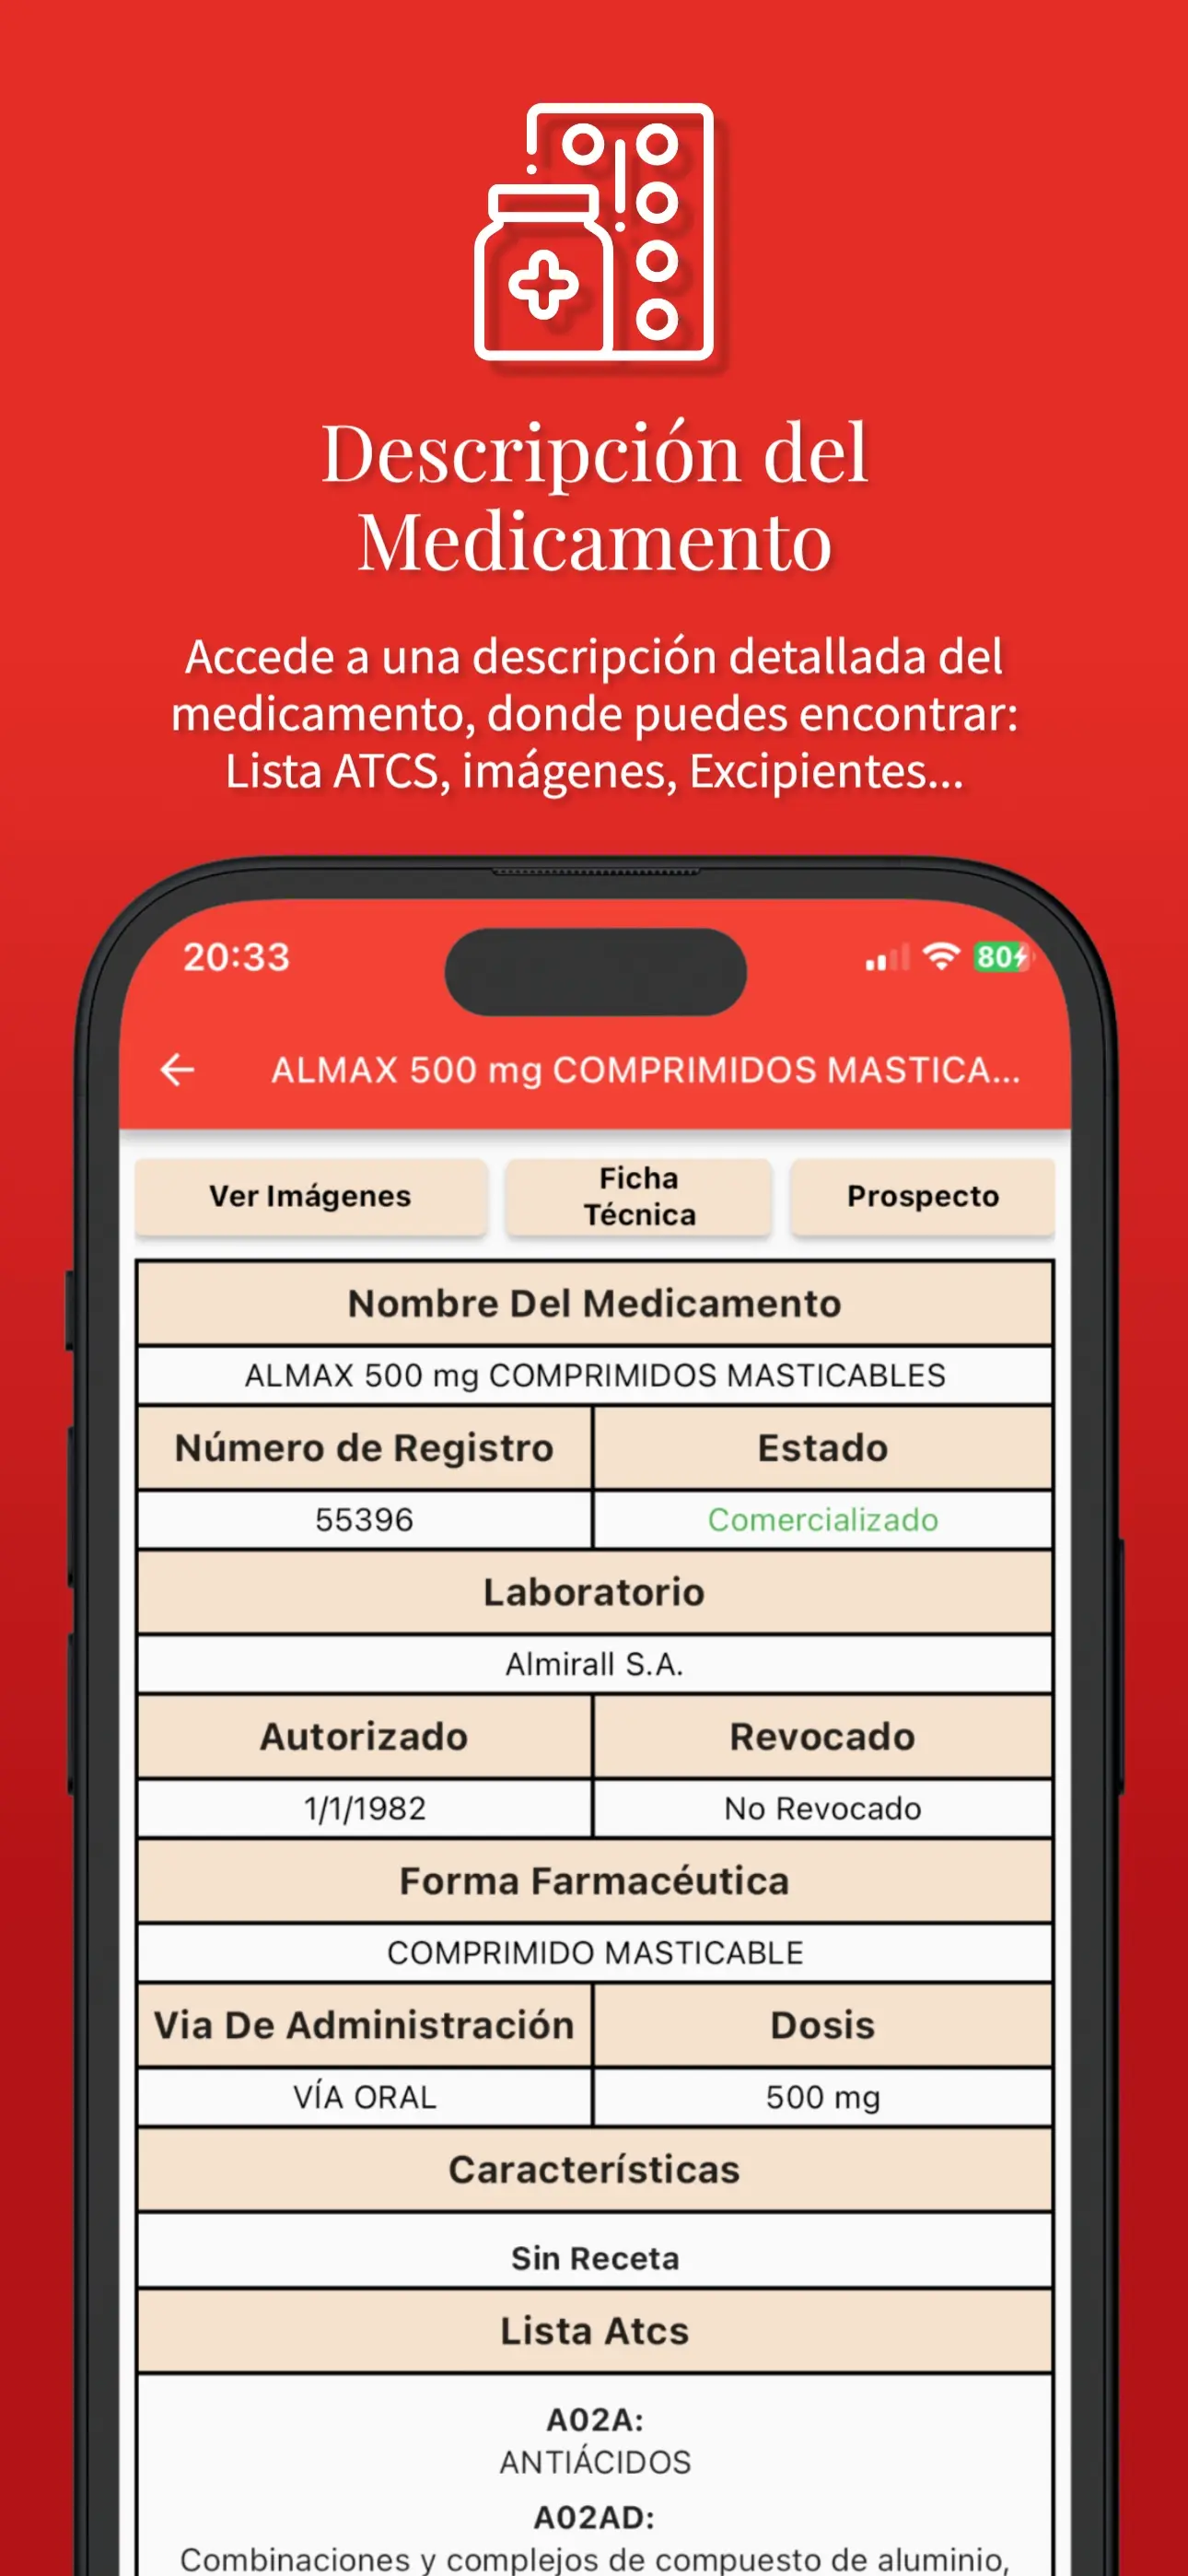 Descripción del
Medicamento
Accede a una descripción detallada del
medicamento, donde puedes encontrar:
Lista ATCS, imágenes, Excipientes...
20:33
80
ALMAX 500 mg COMPRIMIDOS MASTICA...
Ver Imágenes
Ficha
Técnica
Prospecto
Nombre Del Medicamento
ALMAX 500 mg COMPRIMIDOS MASTICABLES
Número de Registro
Estado
55396
Comercializado
Laboratorio
Almirall S.A.
Autorizado
Revocado
1/1/1982
No Revocado
Forma Farmacéutica
COMPRIMIDO MASTICABLE
Via De Administración
Dosis
VÍA ORAL
500 mg
Características
Sin Receta
Lista Atcs
A02A:
ANTIÁCIDOS
A02AD:
Combinaciones y complejos de compuesto de aluminio,